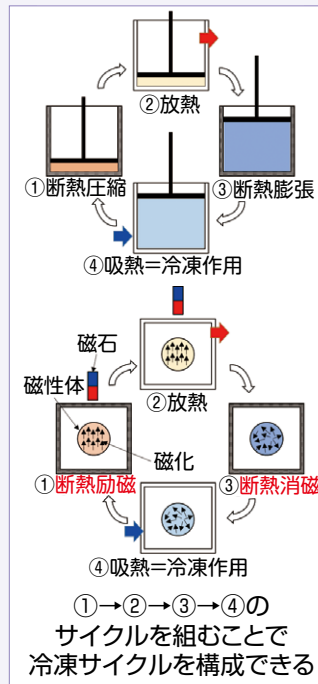 ②放熱
①断熱圧縮
③断熱膨張
④吸熱=冷凍作用
磁石
磁性体
②放熱
磁化
①断熱励磁
③断熱消磁
④吸熱=冷凍作用
①→②→③→④の
サイクルを組むことで
冷凍サイクルを構成できる